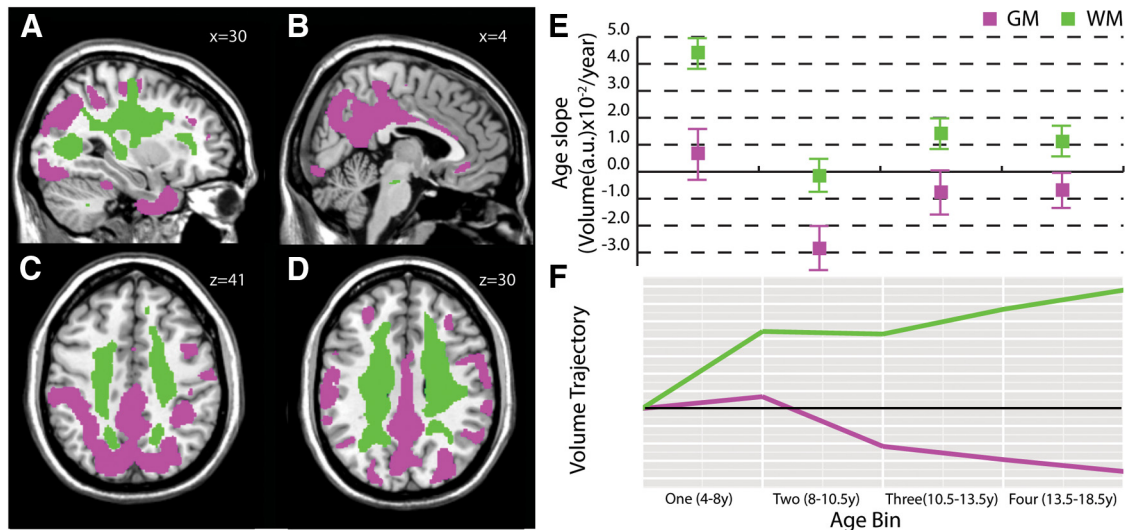 A
x=30
B
x=4
C
z=41
D
z=30
E
GM WM
5.0
4.0
3.0
2.0
1.0
0.0
-1.0
-2.0
-3.0
Age slope
(Volume(a.u.)x10⁻²/year)
F
Volume Trajectory
One (4-8y) Two (8-10.5y) Three(10.5-13.5y) Four (13.5-18.5y)
Age Bin